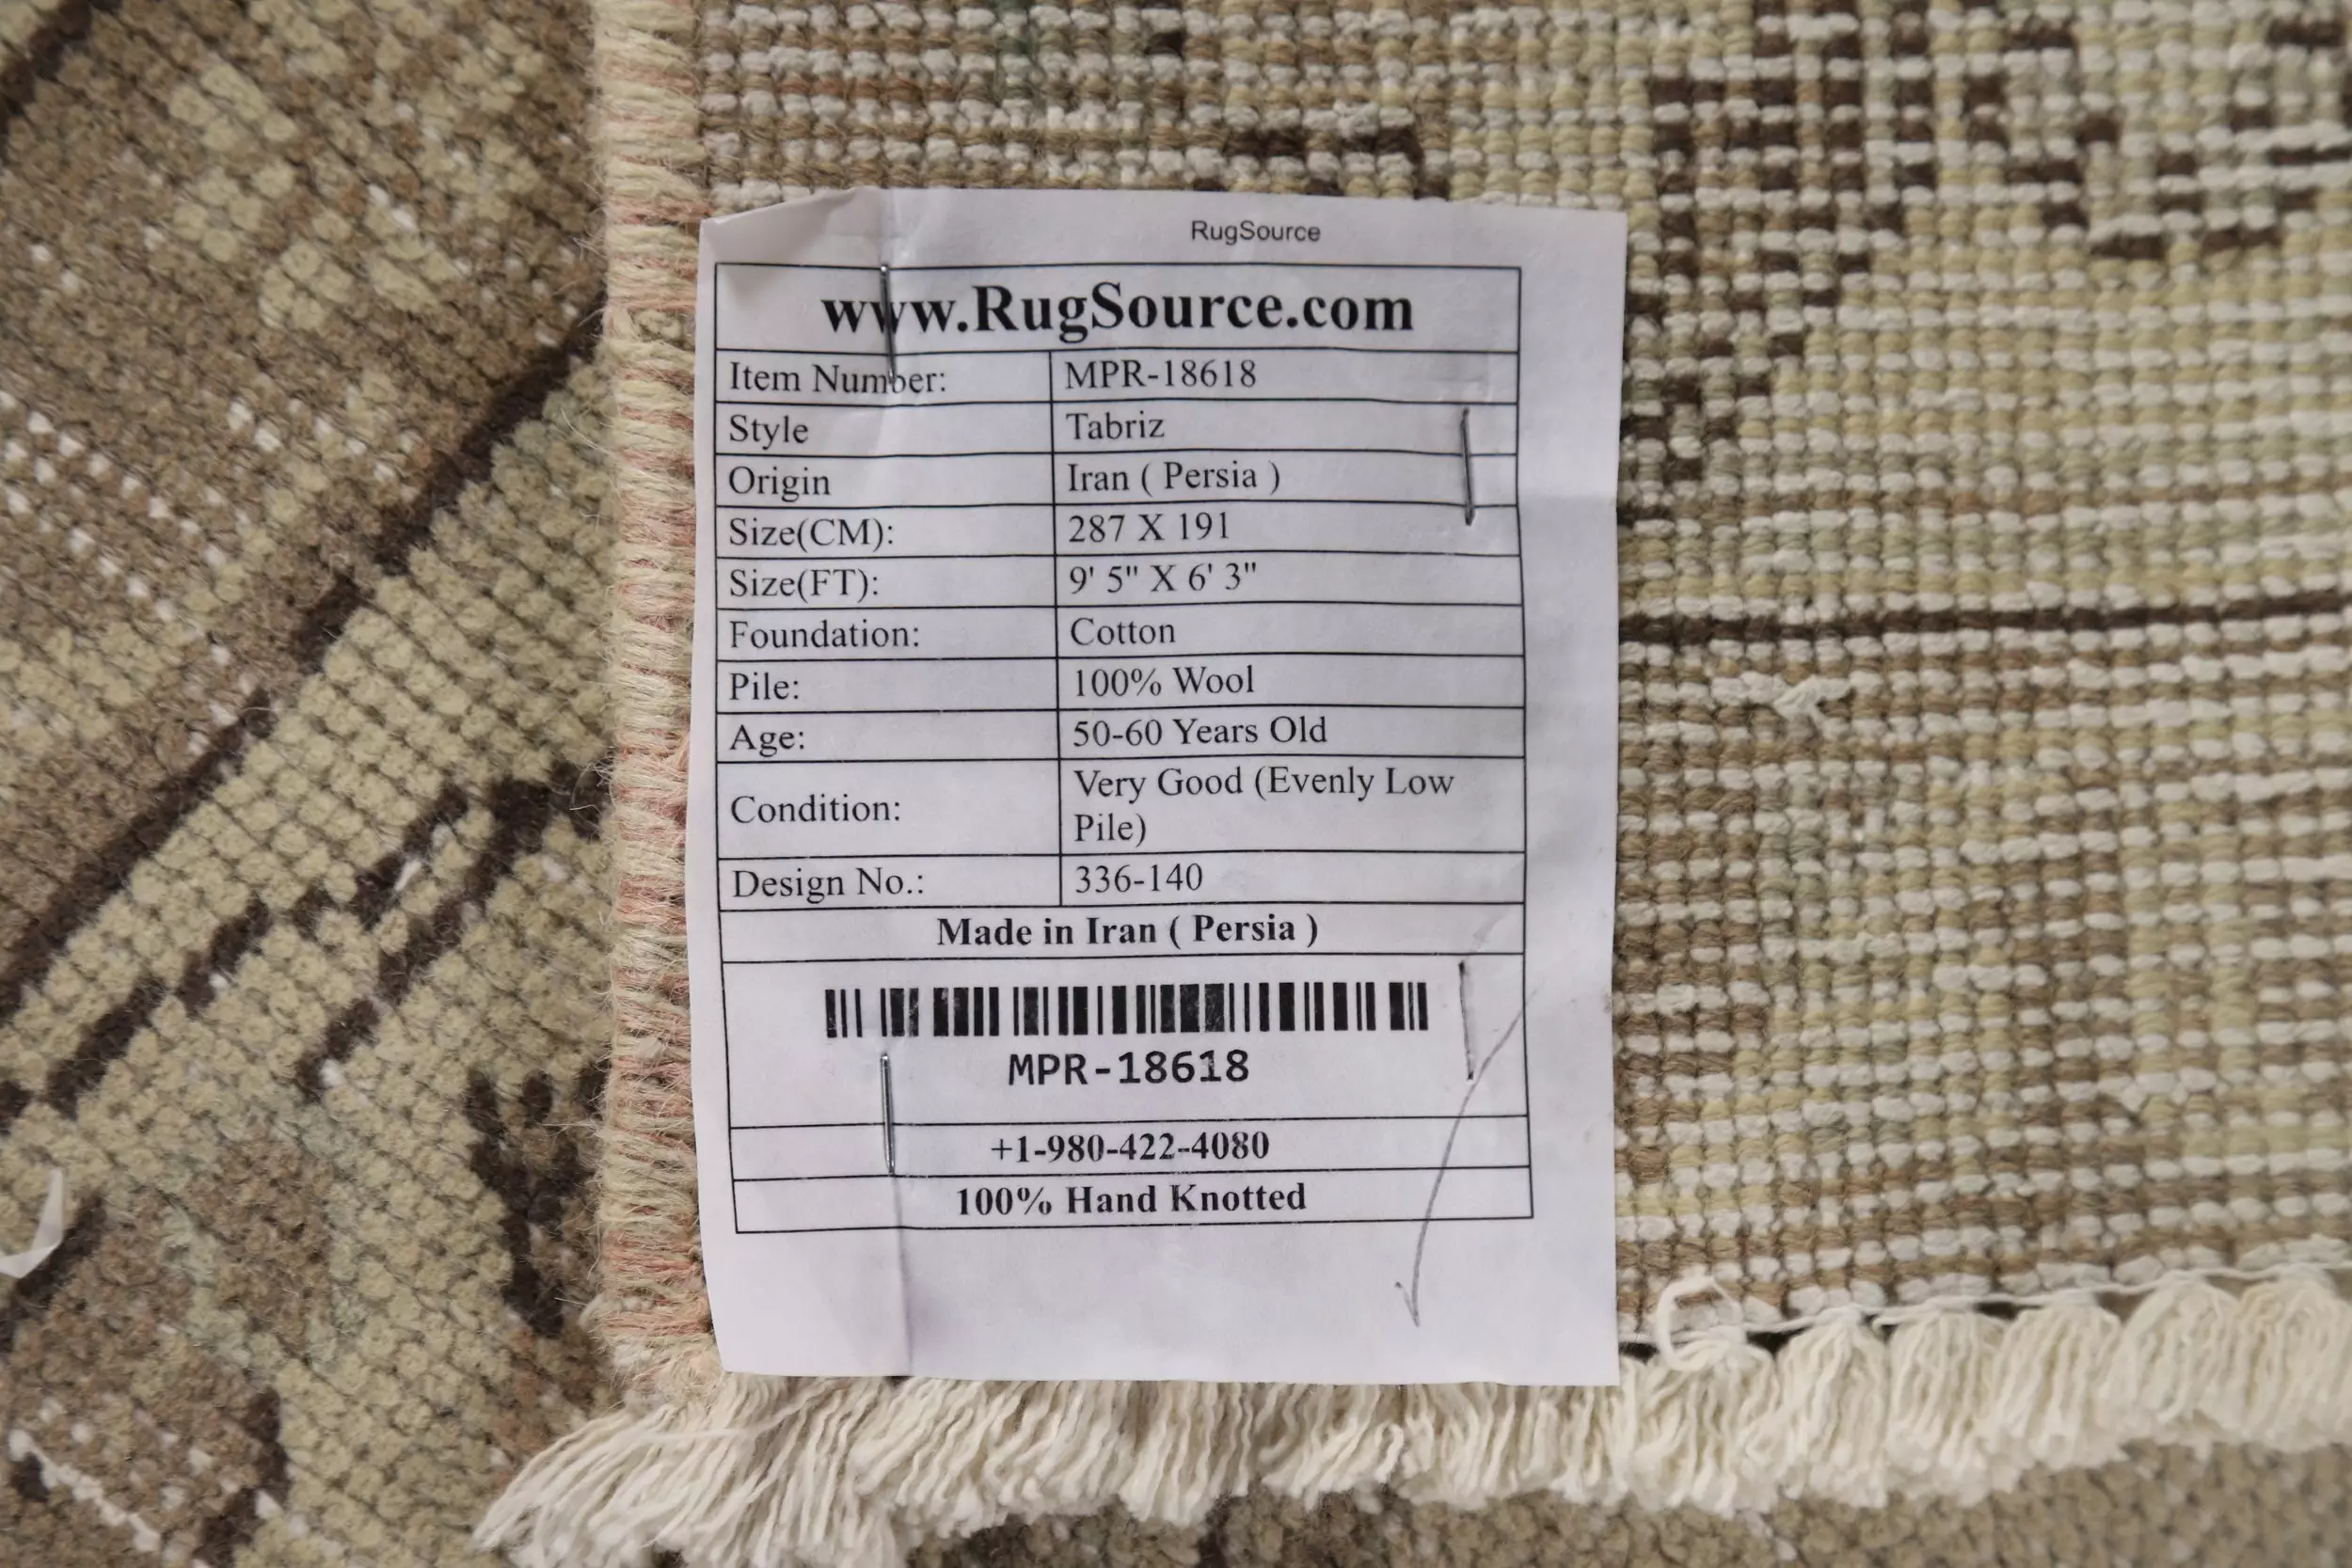 RugSource
www.RugSource.com
Item Number: MPR-18618
Style Tabriz
Origin Iran ( Persia )
Size(CM): 287 X 191
Size(FT): 9' 5" X 6' 3"
Foundation: Cotton
Pile: 100% Wool
Age: 50-60 Years Old
Condition: Very Good (Evenly Low
Pile)
Design No.: 336-140
Made in Iran ( Persia )
MPR-18618
+1-980-422-4080
100% Hand Knotted